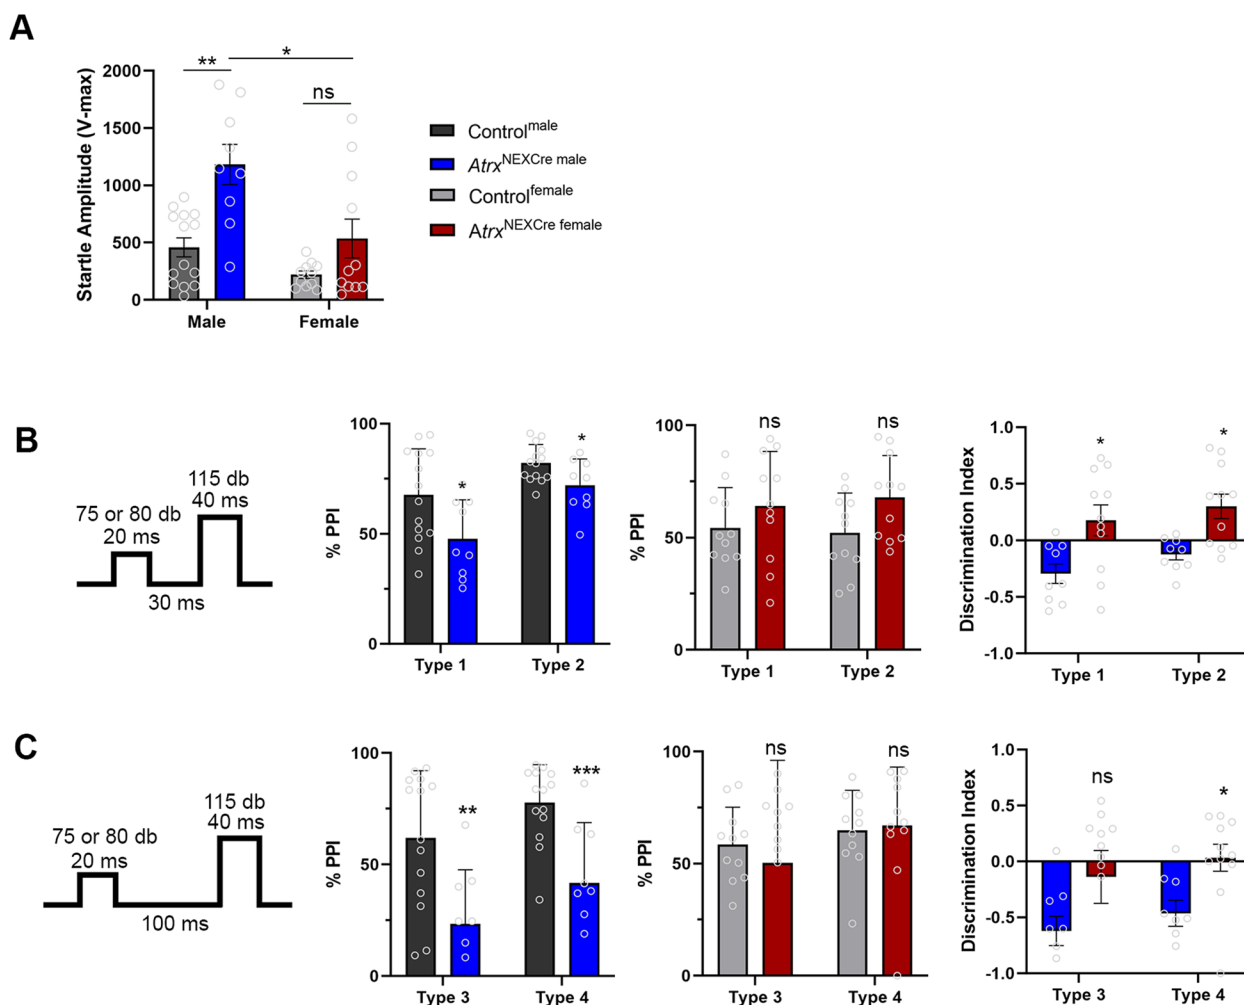 A
Startle Amplitude (V-max)
2000
1500
1000
500
0
**
*
ns
Male
Female
Control^male
Atrx^NEXCre male
Control^female
Atrx^NEXCre female
B
75 or 80 db
20 ms
115 db
40 ms
30 ms
% PPI
100
50
0
*
*
Type 1
Type 2
% PPI
100
50
0
ns
ns
Type 1
Type 2
Discrimination Index
1.0
0.5
0.0
-0.5
-1.0
*
*
Type 1
Type 2
C
75 or 80 db
20 ms
115 db
40 ms
100 ms
% PPI
100
50
0
**
***
Type 3
Type 4
% PPI
100
50
0
ns
ns
Type 3
Type 4
Discrimination Index
1.0
0.5
0.0
-0.5
-1.0
ns
*
Type 3
Type 4